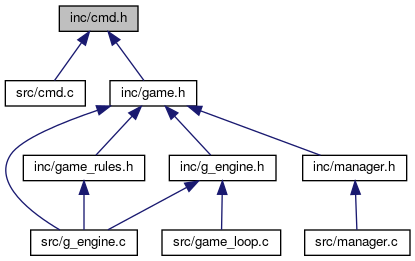 inc/cmd.h
src/cmd.c
inc/game.h
inc/game_rules.h
inc/g_engine.h
inc/manager.h
src/g_engine.c
src/game_loop.c
src/manager.c